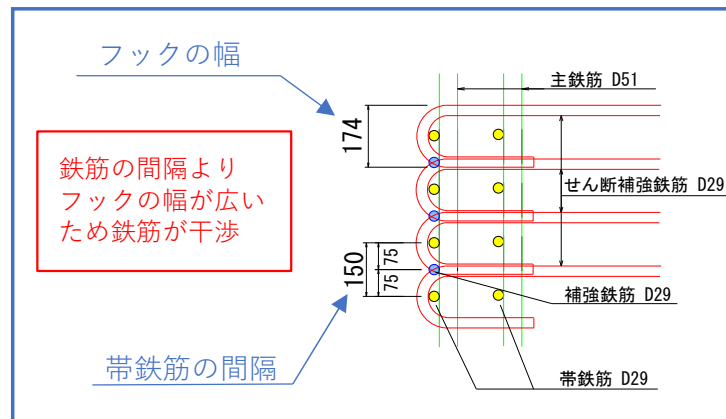 フックの幅
主鉄筋 D51
174
鉄筋の間隔より
フックの幅が広い
ため鉄筋が干渉
せん断補強鉄筋 D29
150
75
75
補強鉄筋 D29
帯鉄筋の間隔
帯鉄筋 D29